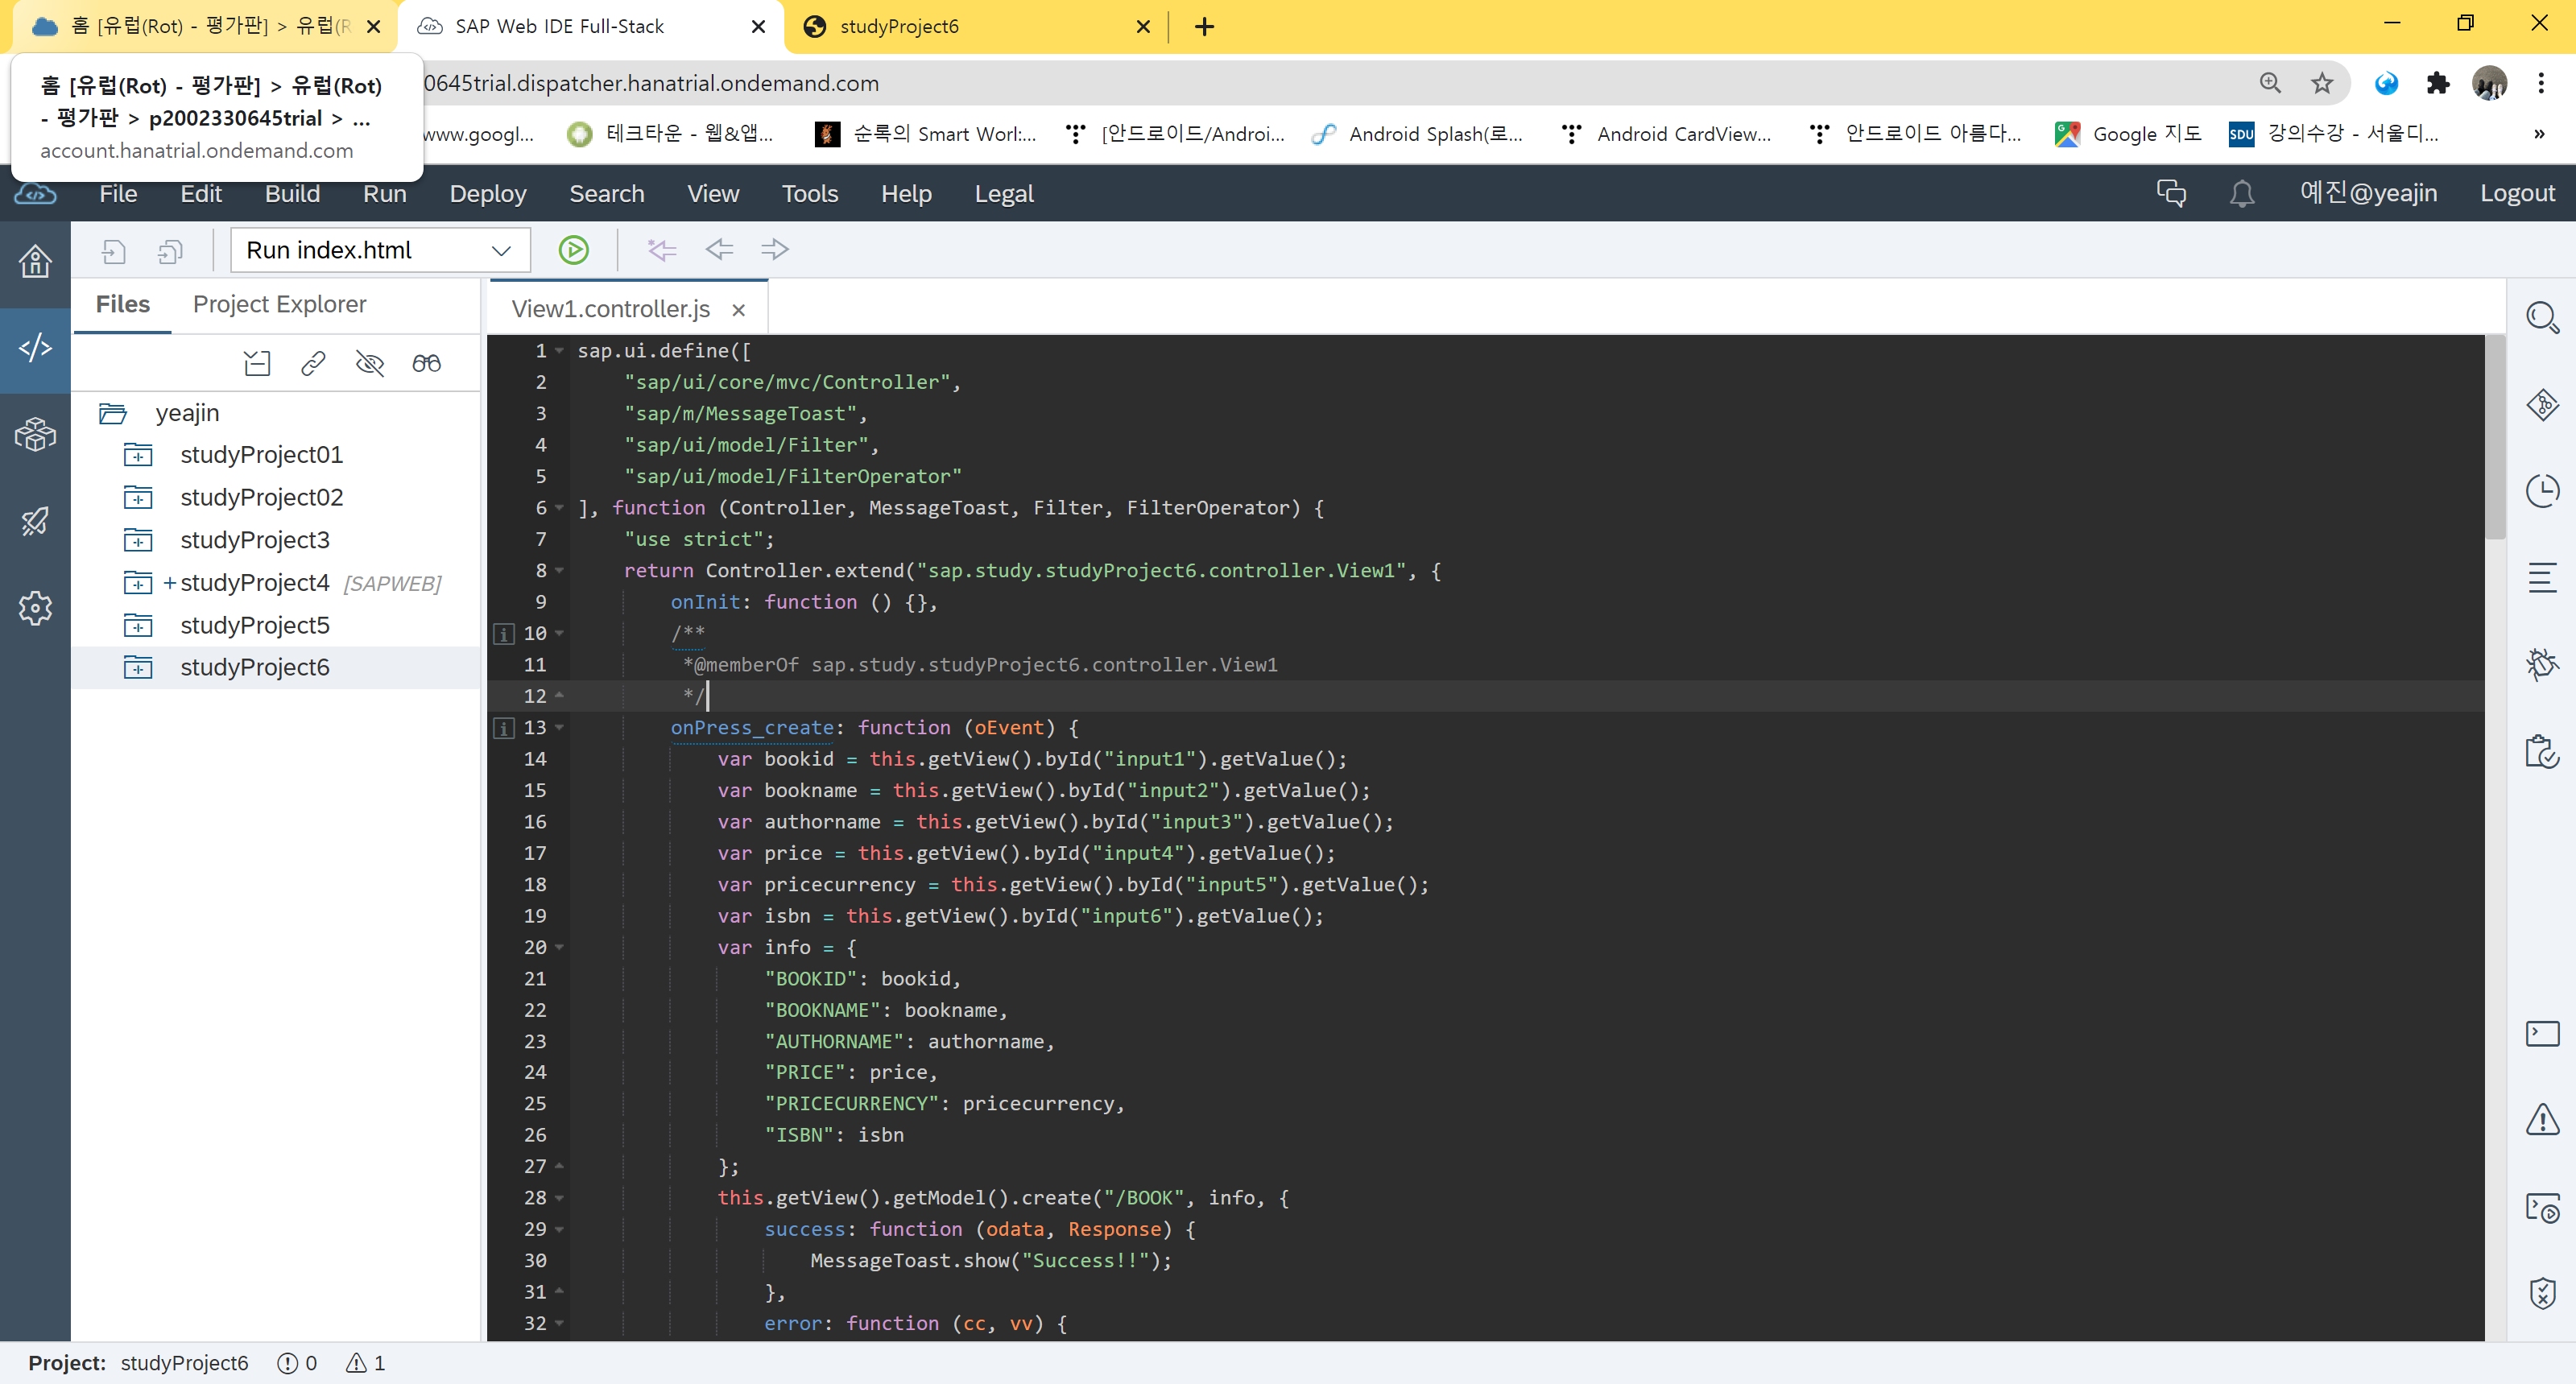 홈 [유럽(Rot) - 평가판] > 유럽(R
SAP Web IDE Full-Stack
studyProject6
홈 [유럽(Rot) - 평가판] > 유럽(Rot)
- 평가판 > p2002330645trial > ...
account.hanatrial.ondemand.com
0645trial.dispatcher.hanatrial.ondemand.com
www.googl...
테크타운 - 웹&앱...
순록의 Smart Worl:...
[안드로이드/Androi...
Android Splash(로...
Android CardView...
안드로이드 아름다...
Google 지도
SDU
강의수강 - 서울디...
»
File Edit Build Run Deploy Search View Tools Help Legal
예진@yeajin Logout
Run index.html
Files Project Explorer
yeajin
studyProject01
studyProject02
studyProject3
+ studyProject4 [SAPWEB]
studyProject5
studyProject6
View1.controller.js ×
1 sap.ui.define([
2 "sap/ui/core/mvc/Controller",
3 "sap/m/MessageToast",
4 "sap/ui/model/Filter",
5 "sap/ui/model/FilterOperator"
6 ], function (Controller, MessageToast, Filter, FilterOperator) {
7 "use strict";
8 return Controller.extend("sap.study.studyProject6.controller.View1", {
9 onInit: function () {},
10 /**
11 *@memberOf sap.study.studyProject6.controller.View1
12 */
13 onPress_create: function (oEvent) {
14 var bookid = this.getView().byId("input1").getValue();
15 var bookname = this.getView().byId("input2").getValue();
16 var authorname = this.getView().byId("input3").getValue();
17 var price = this.getView().byId("input4").getValue();
18 var pricecurrency = this.getView().byId("input5").getValue();
19 var isbn = this.getView().byId("input6").getValue();
20 var info = {
21 "BOOKID": bookid,
22 "BOOKNAME": bookname,
23 "AUTHORNAME": authorname,
24 "PRICE": price,
25 "PRICECURRENCY": pricecurrency,
26 "ISBN": isbn
27 };
28 this.getView().getModel().create("/BOOK", info, {
29 success: function (odata, Response) {
30 MessageToast.show("Success!!");
31 },
32 error: function (cc, vv) {
Project: studyProject6 0 1